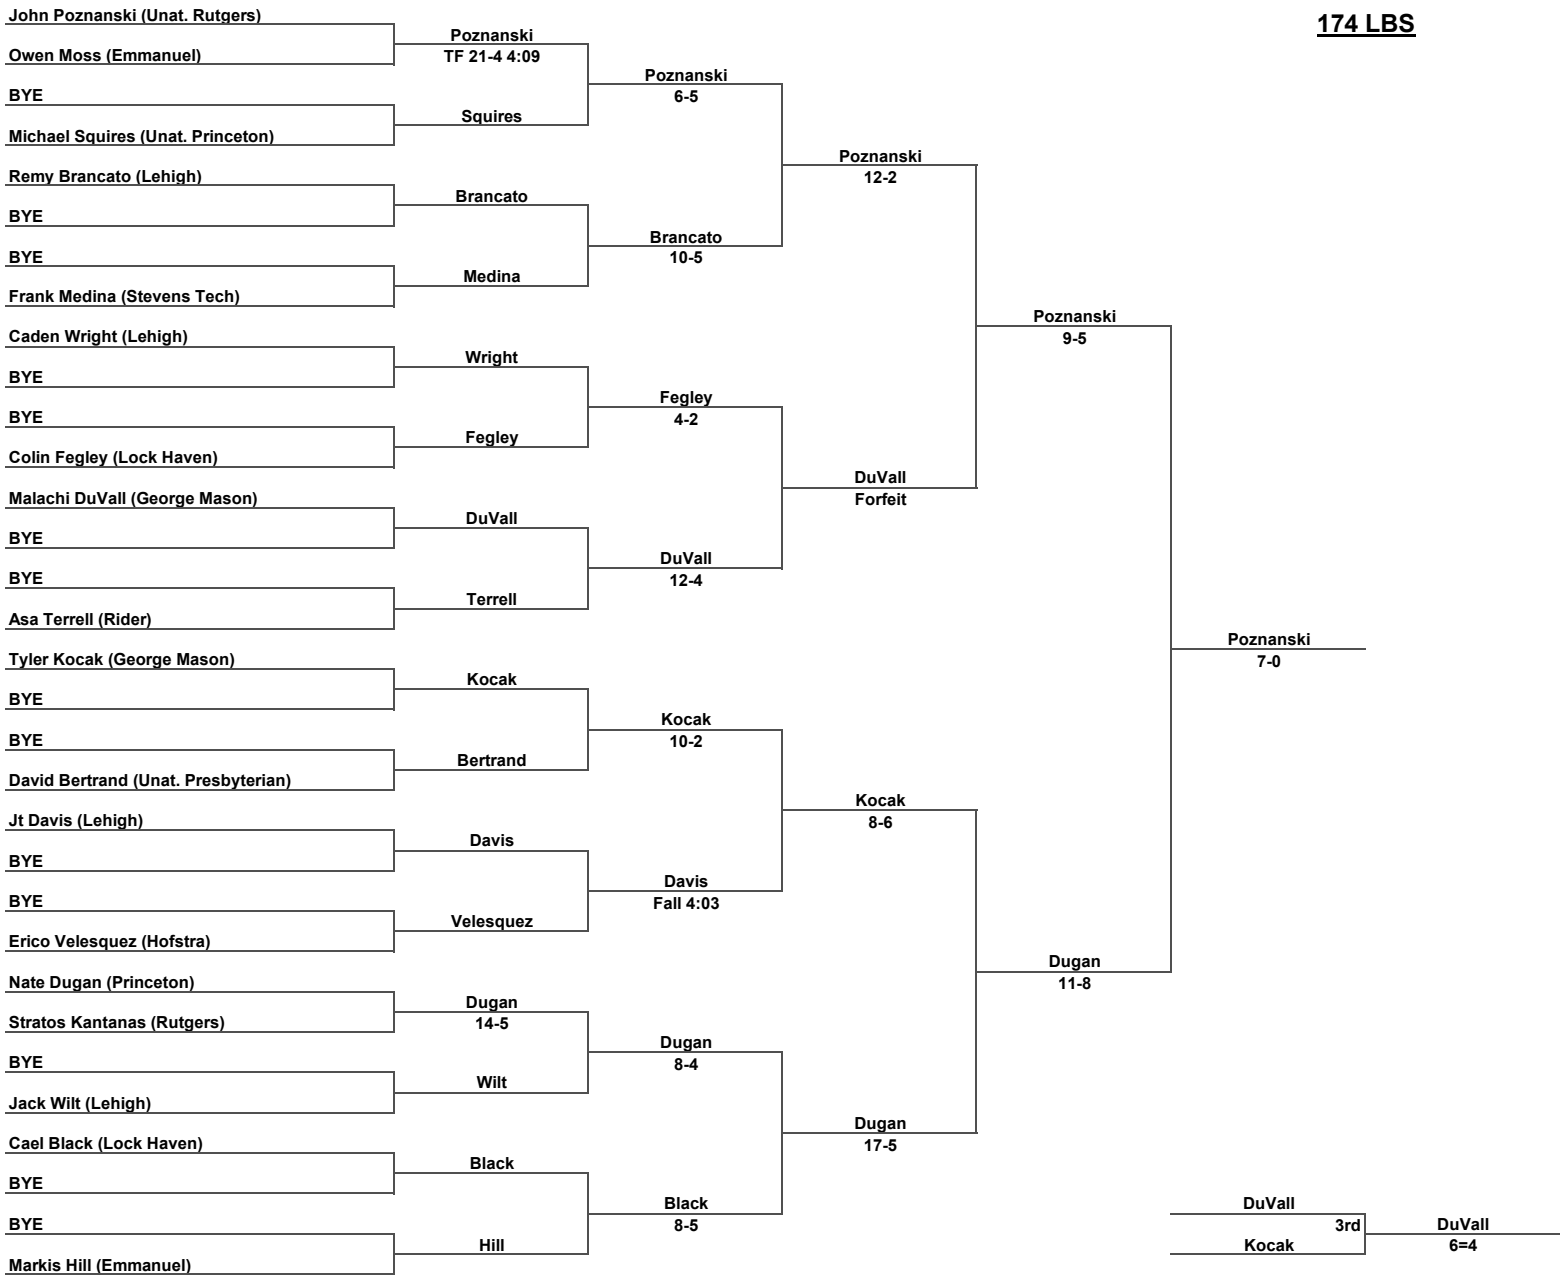 174 LBS
John Poznanski (Unat. Rutgers)
Owen Moss (Emmanuel)
BYE
Michael Squires (Unat. Princeton)
Remy Brancato (Lehigh)
BYE
BYE
Frank Medina (Stevens Tech)
Caden Wright (Lehigh)
BYE
BYE
Colin Fegley (Lock Haven)
Malachi DuVall (George Mason)
BYE
BYE
Asa Terrell (Rider)
Tyler Kocak (George Mason)
BYE
BYE
David Bertrand (Unat. Presbyterian)
Jt Davis (Lehigh)
BYE
BYE
Erico Velesquez (Hofstra)
Nate Dugan (Princeton)
Stratos Kantanas (Rutgers)
BYE
Jack Wilt (Lehigh)
Cael Black (Lock Haven)
BYE
BYE
Markis Hill (Emmanuel)
Poznanski
TF 21-4 4:09
Squires
Brancato
Medina
Wright
Fegley
DuVall
Terrell
Kocak
Bertrand
Davis
Velesquez
Dugan
14-5
Wilt
Black
Hill
Poznanski
6-5
Brancato
10-5
Fegley
4-2
DuVall
12-4
Kocak
10-2
Davis
Fall 4:03
Dugan
8-4
Black
8-5
Poznanski
12-2
DuVall
Forfeit
Kocak
8-6
Dugan
17-5
Poznanski
9-5
Dugan
11-8
Poznanski
7-0
DuVall
3rd
Kocak
DuVall
6=4